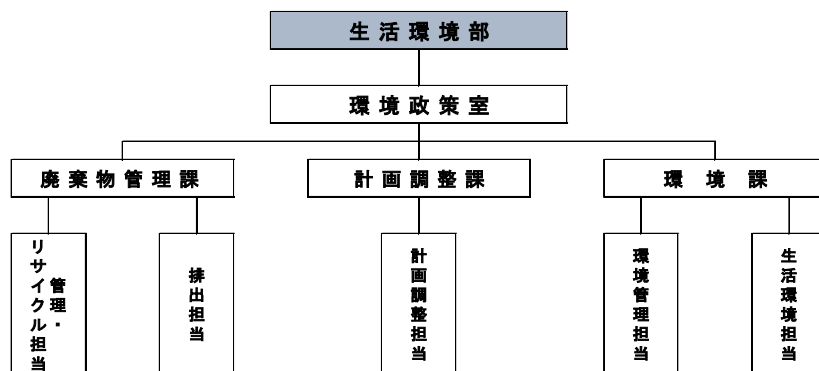 生活環境部
環境政策室
廃棄物管理課
計画調整課
環境課
管理・
リサイクル担当
排出担当
計画調整担当
環境管理担当
生活環境担当